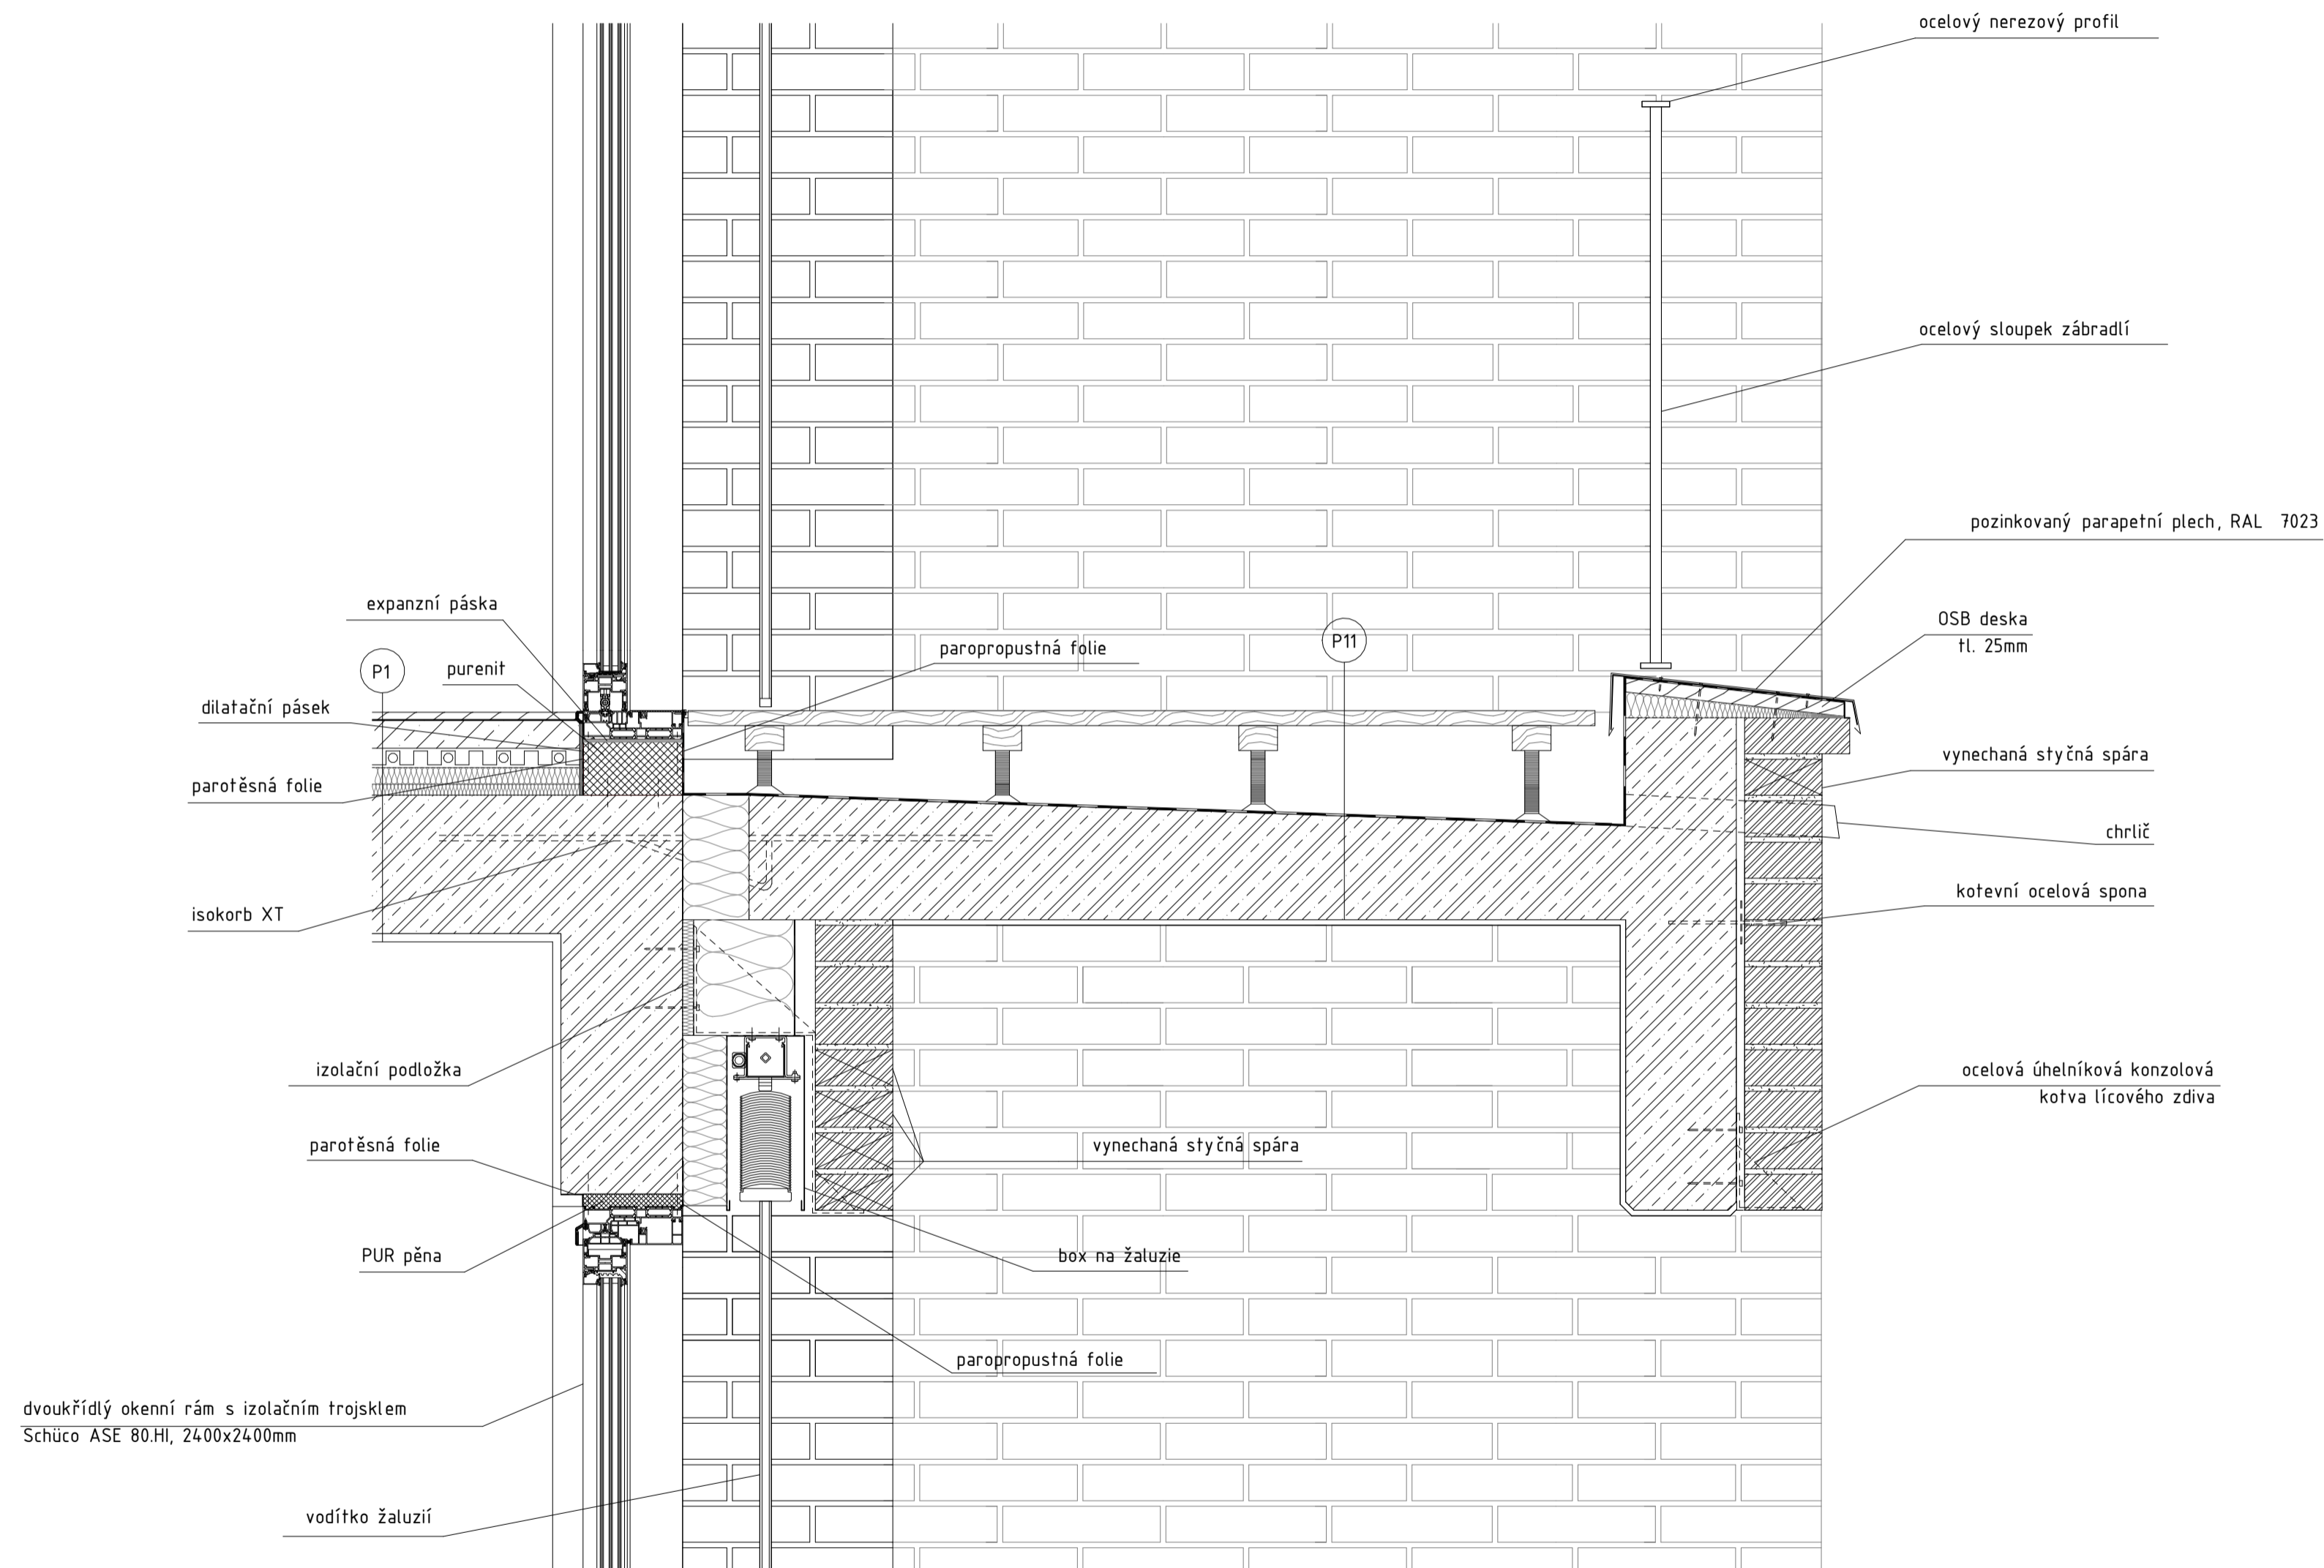 ocelový nerezový profil
ocelový sloupek zábradlí
pozinkovaný parapetní plech, RAL 7023
expanzní páska
OSB deska
tl. 25mm
P11
paropropustná folie
P1
purenit
dilatační pásek
vynechaná styčná spára
parotěsná folie
chrlič
kotevní ocelová spona
isokorb XT
izolační podložka
ocelová úhelníková konzolová
kotva lícového zdiva
parotěsná folie
vynechaná styčná spára
PUR pěna
box na žaluzie
paropropustná folie
dvoukřídlý okenní rám s izolačním trojsklem
Schüco ASE 80.HI, 2400x2400mm
vodítko žaluzií